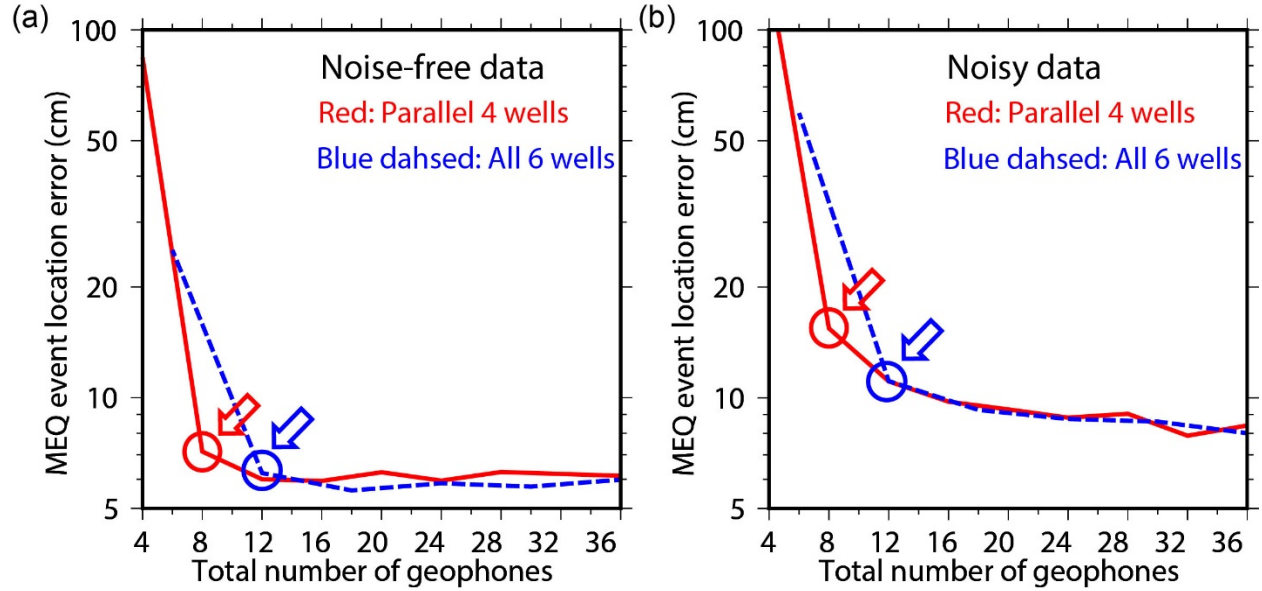 (a)
100
50
20
10
5
MEQ event location error (cm)
Noise-free data
Red: Parallel 4 wells
Blue dahsed: All 6 wells
4 8 12 16 20 24 28 32 36
Total number of geophones
(b)
100
50
20
10
5
MEQ event location error (cm)
Noisy data
Red: Parallel 4 wells
Blue dahsed: All 6 wells
4 8 12 16 20 24 28 32 36
Total number of geophones